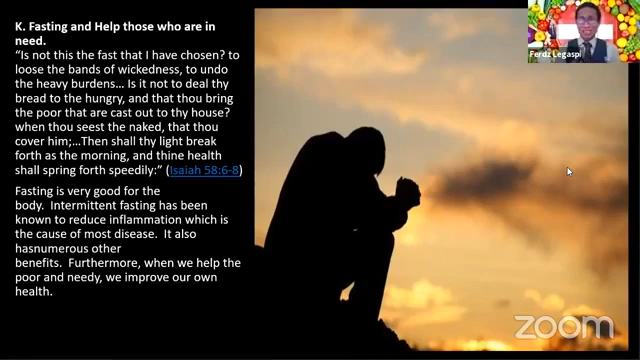 K. Fasting and Help those who are in
need.
“Is not this the fast that I have chosen? to
loose the bands of wickedness, to undo
the heavy burdens… Is it not to deal thy
bread to the hungry, and that thou bring
the poor that are cast out to thy house?
when thou seest the naked, that thou
cover him;…Then shall thy light break
forth as the morning, and thine health
shall spring forth speedily:” (Isaiah 58:6-8)
Fasting is very good for the
body.  Intermittent fasting has been
known to reduce inflammation which is
the cause of most disease.  It also
hasnumerous other
benefits.  Furthermore, when we help the
poor and needy, we improve our own
health.
Ferdz Legaspi
zoom